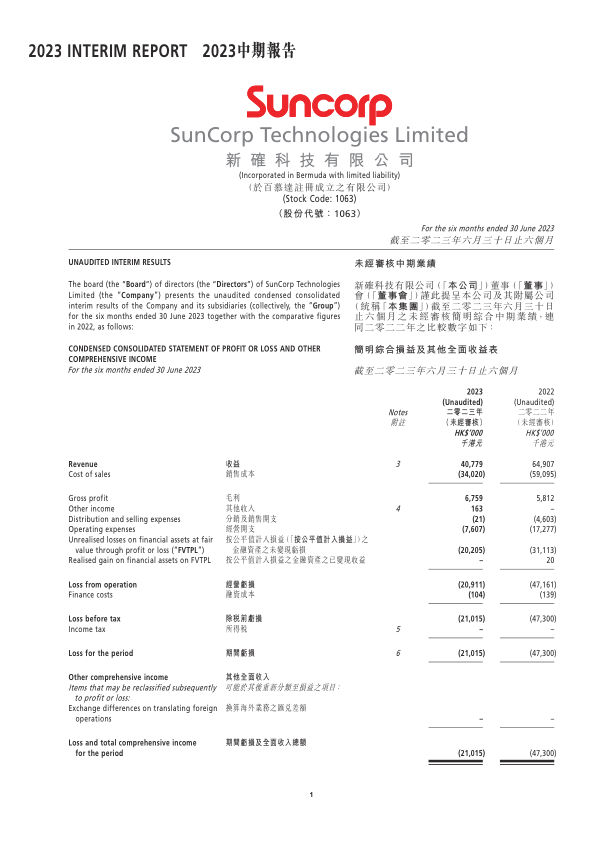 2023 INTERIM REPORT 2023中期報告
Suncorp
SunCorp Technologies Limited
新確科技有限公司
(Incorporated in Bermuda with limited liability)
(於百慕達註冊成立之有限公司)
(Stock Code: 1063)
(股份代號：1063)
For the six months ended 30 June 2023
截至二零二三年六月三十日止六個月
UNAUDITED INTERIM RESULTS
The board (the "Board") of directors (the "Directors") of SunCorp Technologies
Limited (the "Company") presents the unaudited condensed consolidated
interim results of the Company and its subsidiaries (collectively, the "Group")
for the six months ended 30 June 2023 together with the comparative figures
in 2022, as follows:
未經審核中期業績
新確科技有限公司(「本公司」)董事(「董事」)
會(「董事會」)謹此提呈本公司及其附屬公司
(統稱「本集團」)截至二零二三年六月三十日
止六個月之未經審核簡明綜合中期業績，連
同二零二二年之比較數字如下：
CONDENSED CONSOLIDATED STATEMENT OF PROFIT OR LOSS AND OTHER
COMPREHENSIVE INCOME
For the six months ended 30 June 2023
簡明綜合損益及其他全面收益表
截至二零二三年六月三十日止六個月
2023 2022
(Unaudited) (Unaudited)
Notes 二零二三年 二零二二年
附註 (未經審核) (未經審核)
HK$'000 HK$'000
千港元 千港元
Revenue 收益 3 40,779 64,907
Cost of sales 銷售成本 (34,020) (59,095)
Gross profit 毛利 6,759 5,812
Other income 其他收入 4 163 –
Distribution and selling expenses 分銷及銷售開支 (21) (4,603)
Operating expenses 經營開支 (7,607) (17,277)
Unrealised losses on financial assets at fair 按公平值計入損益(「按公平值計入損益」)之
value through profit or loss ("FVTPL") 金融資產之未變現虧損 (20,205) (31,113)
Realised gain on financial assets on FVTPL 按公平值計入損益之金融資產之已變現收益 – 20
Loss from operation 經營虧損 (20,911) (47,161)
Finance costs 融資成本 (104) (139)
Loss before tax 除稅前虧損 (21,015) (47,300)
Income tax 所得稅 5 – –
Loss for the period 期間虧損 6 (21,015) (47,300)
Other comprehensive income 其他全面收入
Items that may be reclassified subsequently 可能於其後重新分類至損益之項目：
to profit or loss:
Exchange differences on translating foreign 換算海外業務之匯兌差額
operations – –
Loss and total comprehensive income 期間虧損及全面收入總額
for the period (21,015) (47,300)
1